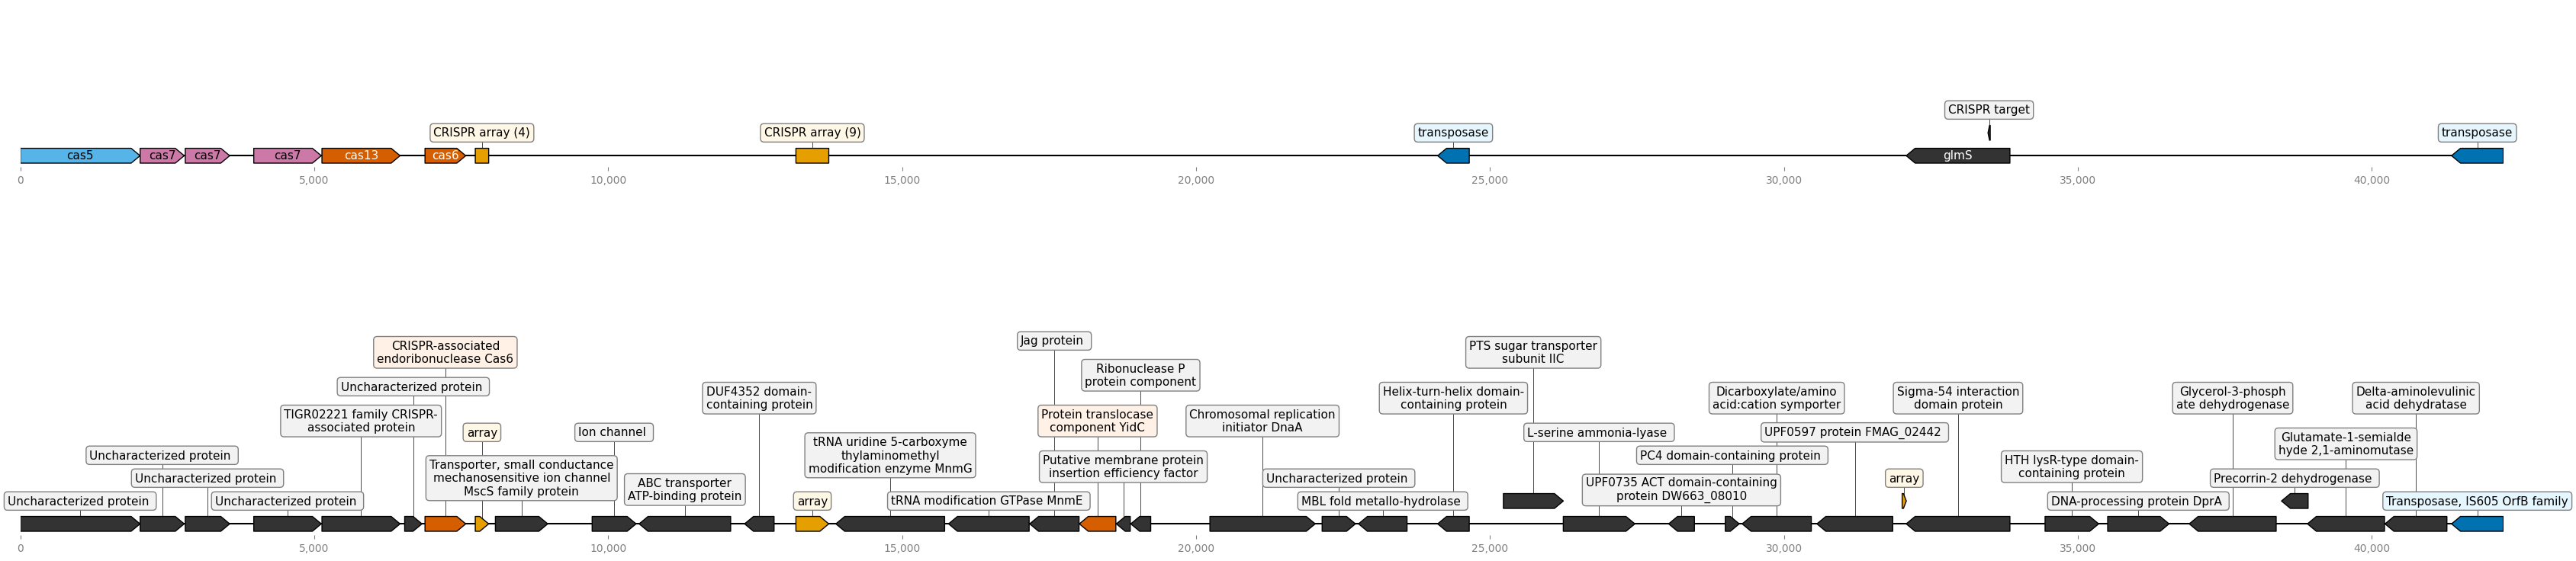 CRISPR target
CRISPR array (4)
CRISPR array (9)
transposase
transposase
cas5
cas7
cas7
cas7
cas13
cas6
glmS
0
5,000
10,000
15,000
20,000
25,000
30,000
35,000
40,000
Jag protein
CRISPR-associated
endoribonuclease Cas6
PTS sugar transporter
subunit IIC
Ribonuclease P
protein component
Uncharacterized protein
DUF4352 domain-
containing protein
Helix-turn-helix domain-
containing protein
Dicarboxylate/amino
acid:cation symporter
Sigma-54 interaction
domain protein
Glycerol-3-phosph
ate dehydrogenase
Delta-aminolevulinic
acid dehydratase
TIGR02221 family CRISPR-
associated protein
Protein translocase
component YidC
Chromosomal replication
initiator DnaA
array
Ion channel
L-serine ammonia-lyase
UPF0597 protein FMAG_02442
Glutamate-1-semialde
hyde 2,1-aminomutase
Uncharacterized protein
tRNA uridine 5-carboxyme
thylaminomethyl
modification enzyme MnmG
PC4 domain-containing protein
Putative membrane protein
insertion efficiency factor
HTH lysR-type domain-
containing protein
Uncharacterized protein
Transporter, small conductance
mechanosensitive ion channel
MscS family protein
ABC transporter
ATP-binding protein
Uncharacterized protein
UPF0735 ACT domain-containing
protein DW663_08010
array
Precorrin-2 dehydrogenase
Uncharacterized protein
Uncharacterized protein
array
tRNA modification GTPase MnmE
MBL fold metallo-hydrolase
DNA-processing protein DprA
Transposase, IS605 OrfB family
0
5,000
10,000
15,000
20,000
25,000
30,000
35,000
40,000